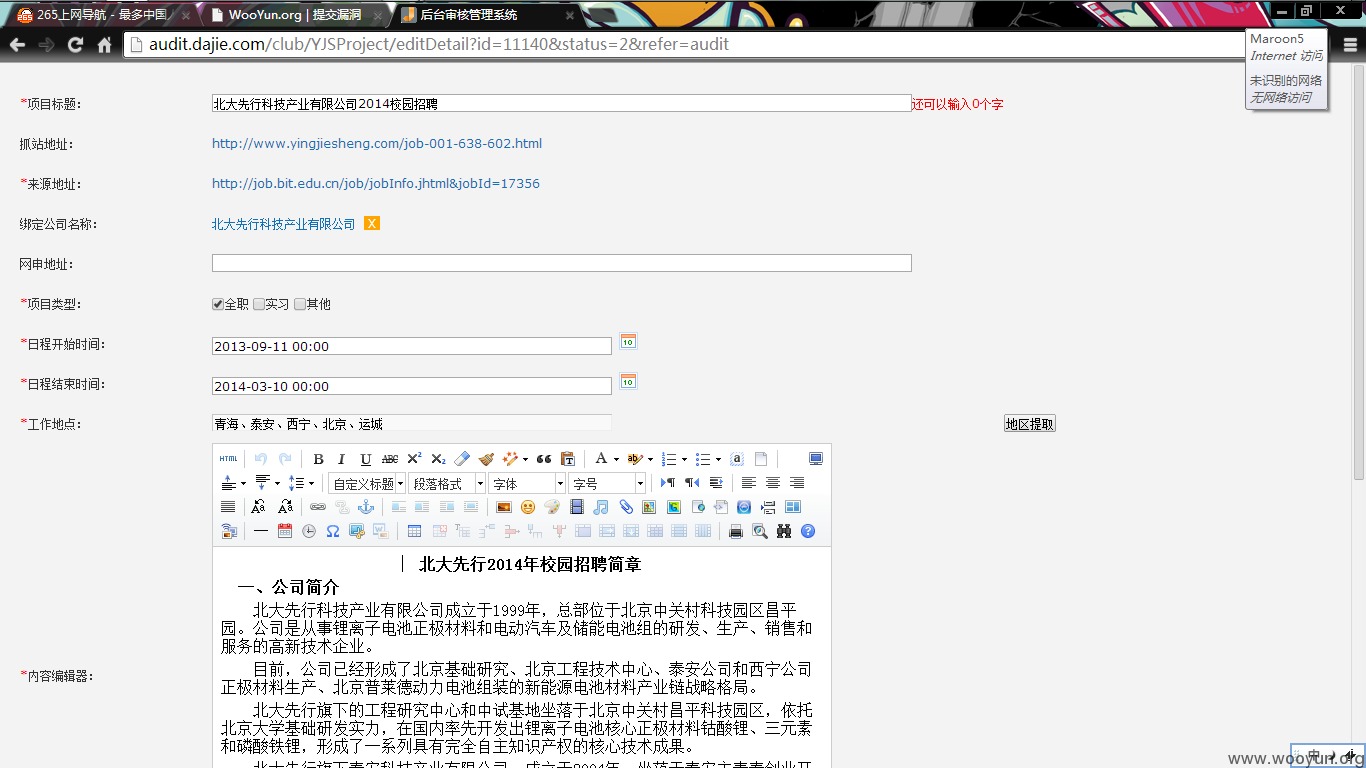 265上网导航 - 最多中国
WooYun.org | 提交漏洞
后台审核管理系统
audit.dajie.com/club/YJSProject/editDetail?id=11140&status=2&refer=audit
Maroon5
Internet 访问
未识别的网络
无网络访问
*项目标题:
北大先行科技产业有限公司2014校园招聘
还可以输入0个字
抓站地址:
http://www.yingjiesheng.com/job-001-638-602.html
*来源地址:
http://job.bit.edu.cn/job/jobInfo.jhtml&jobId=17356
绑定公司名称:
北大先行科技产业有限公司 X
网申地址:
*项目类型:
全职 实习 其他
*日程开始时间:
2013-09-11 00:00
*日程结束时间:
2014-03-10 00:00
*工作地点:
青海、泰安、西宁、北京、运城
地区提取
HTML B I U ABC X² X₂ A ab
自定义标题 段落格式 字体 字号
*内容编辑器:
北大先行2014年校园招聘简章
一、公司简介
北大先行科技产业有限公司成立于1999年，总部位于北京中关村科技园区昌平
园。公司是从事锂离子电池正极材料和电动汽车及储能电池组的研发、生产、销售和
服务的高新技术企业。
目前，公司已经形成了北京基础研究、北京工程技术中心、泰安公司和西宁公司
正极材料生产、北京普莱德动力电池组装的新能源电池材料产业链战略格局。
北大先行旗下的工程研究中心和中试基地坐落于北京中关村昌平科技园区，依托
北京大学基础研发实力，在国内率先开发出锂离子电池核心正极材料钴酸锂、三元素
和磷酸铁锂，形成了一系列具有完全自主知识产权的核心技术成果。
www.wooyun.org